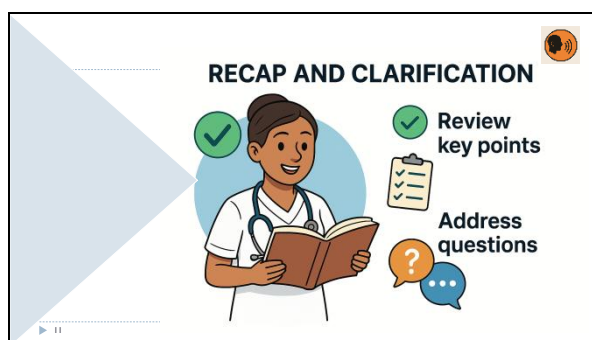 RECAP AND CLARIFICATION
Review
key points
Address
questions
?